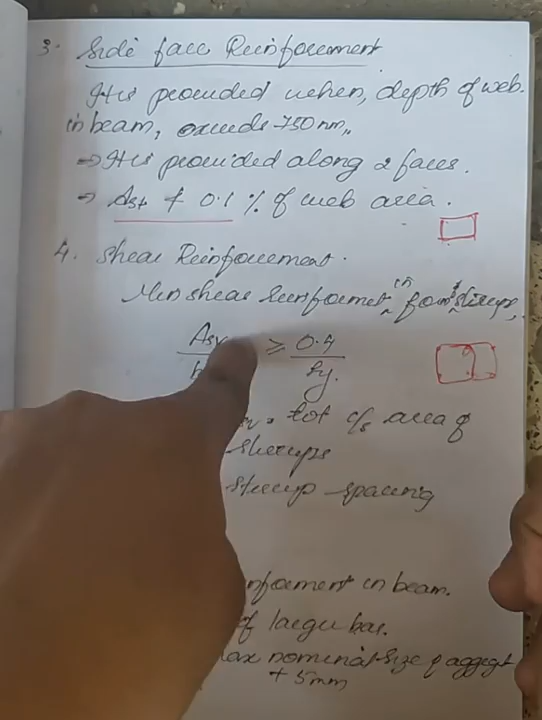 3. Side face Reinforcement
It is provided when, depth of web
in beam, exceeds 750 mm,,
⇒ It is provided along 2 faces.
⇒ Ast ≮ 0.1 % of web area.
4. Shear Reinforcement.
Min shear reinforcement in form of stirrups,
Asv ≥ 0.4
b fy.
tot c/s area of
stirrups
stirrup spacing
in beam.
of larger bar.
max nominal size of aggregt
+ 5mm